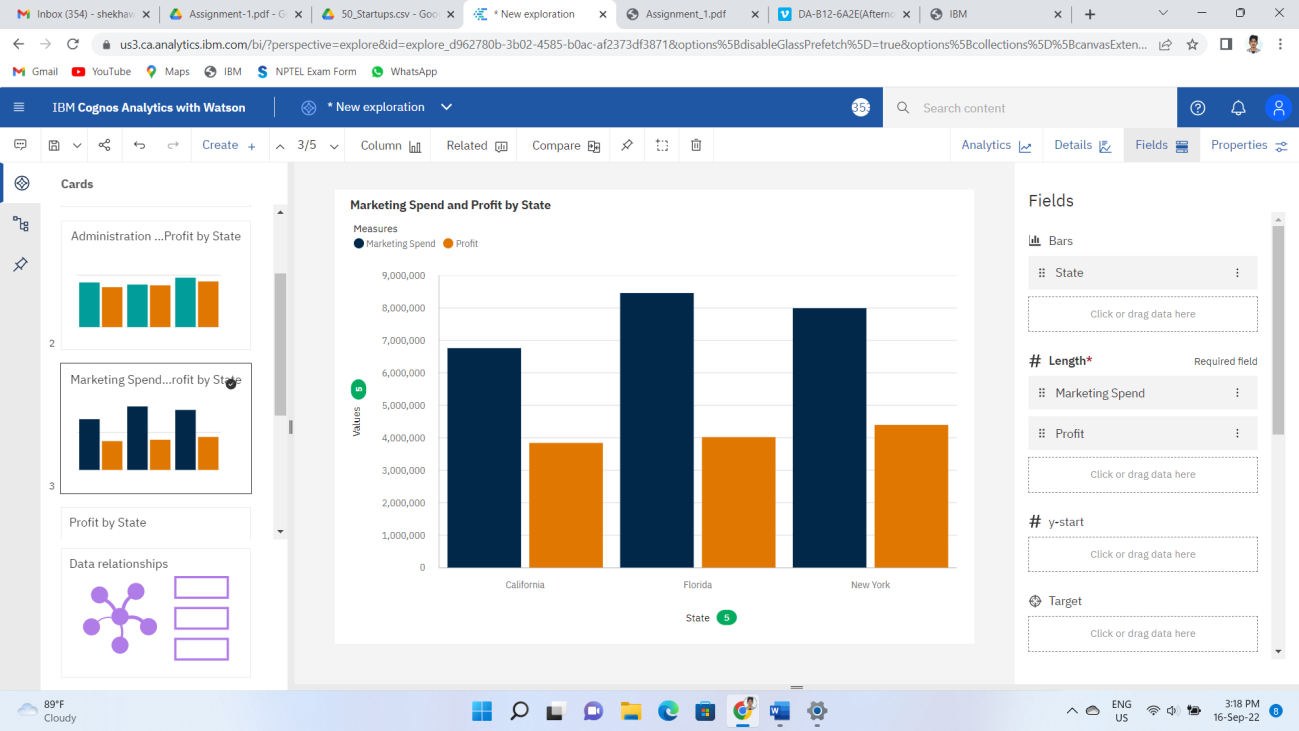 Inbox (354) - shekhaw
Assignment-1.pdf - G
50_Startups.csv - Goo
* New exploration
Assignment_1.pdf
DA-B12-6A2E(Afterno
IBM
us3.ca.analytics.ibm.com/bi/?perspective=explore&id=explore_d962780b-3b02-4585-b0ac-af2373df3871&options%5BdisableGlassPrefetch%5D=true&options%5Bcollections%5D%5BcanvasExten...
Gmail
YouTube
Maps
IBM
NPTEL Exam Form
WhatsApp
IBM Cognos Analytics with Watson
* New exploration
353
Search content
Create
3/5
Column
Related
Compare
Analytics
Details
Fields
Properties
Cards
Administration ...Profit by State
2
Marketing Spend...rofit by State
3
Profit by State
Data relationships
Marketing Spend and Profit by State
Measures
Marketing Spend
Profit
9,000,000
8,000,000
7,000,000
6,000,000
5,000,000
4,000,000
3,000,000
2,000,000
1,000,000
0
Values
5
California
Florida
New York
State 5
Fields
Bars
State
Click or drag data here
# Length*
Required field
Marketing Spend
Profit
Click or drag data here
# y-start
Click or drag data here
Target
Click or drag data here
89°F
Cloudy
ENG
US
3:18 PM
16-Sep-22
8